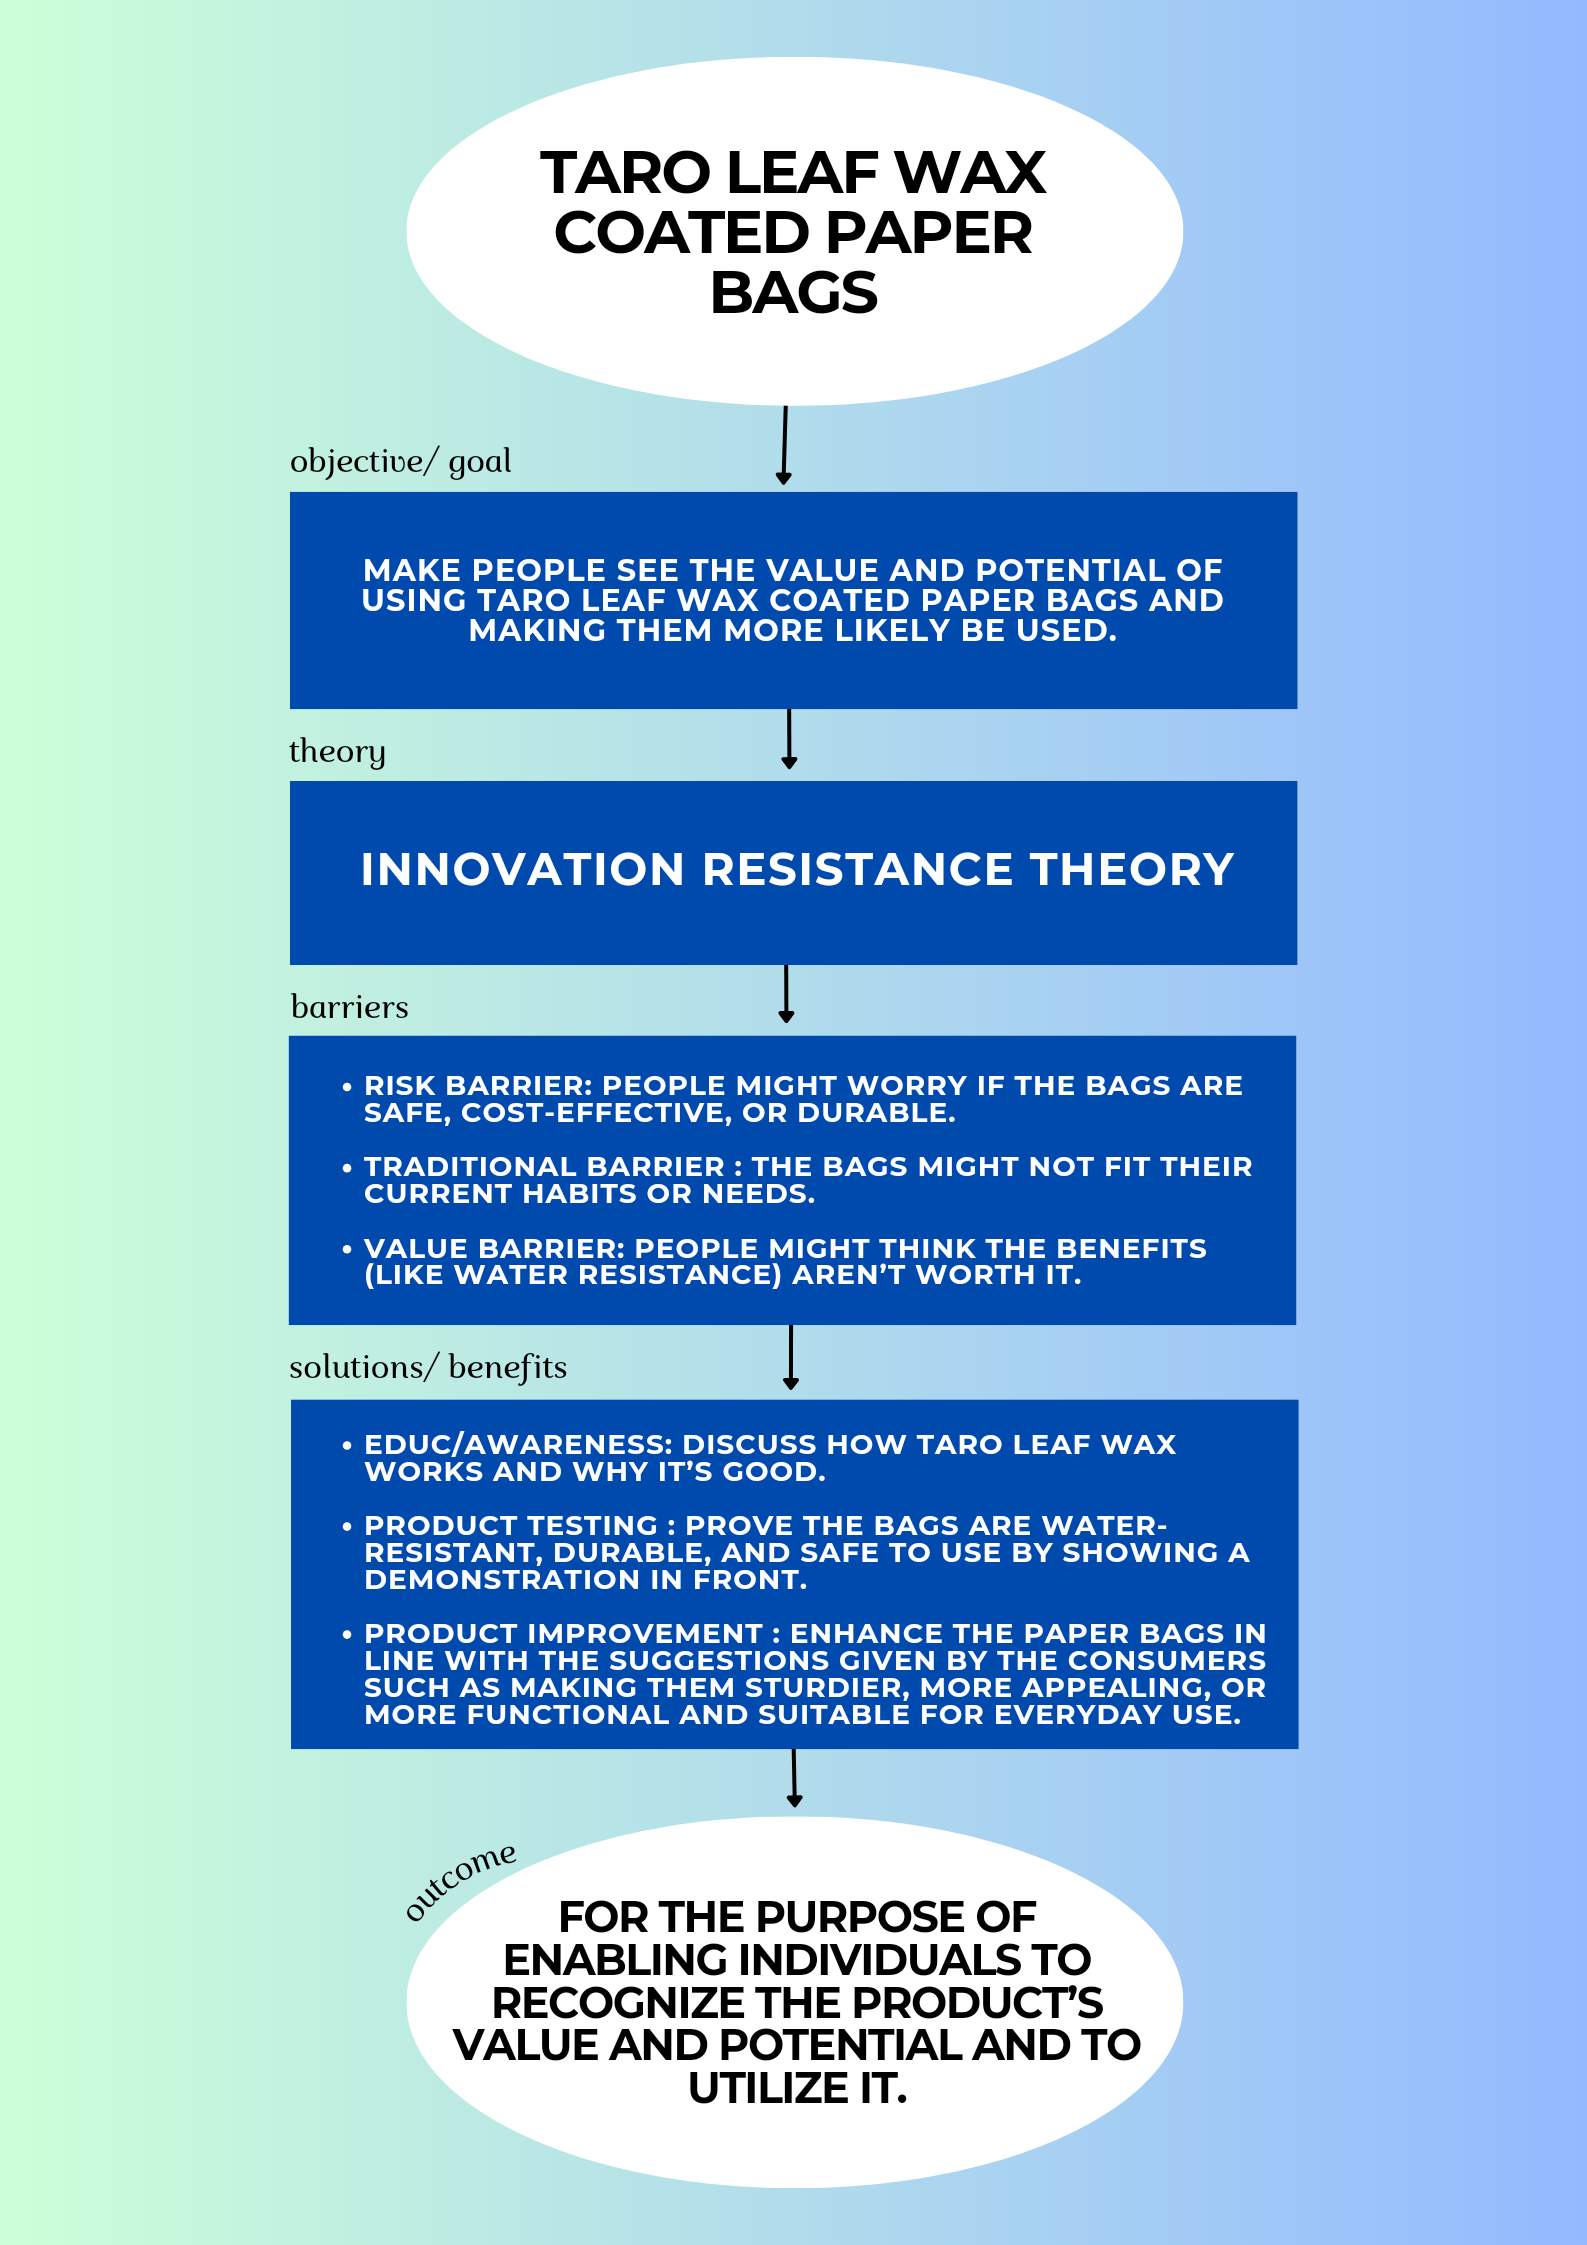 TARO LEAF WAX
COATED PAPER
BAGS
objective/ goal
MAKE PEOPLE SEE THE VALUE AND POTENTIAL OF
USING TARO LEAF WAX COATED PAPER BAGS AND
MAKING THEM MORE LIKELY BE USED.
theory
INNOVATION RESISTANCE THEORY
barriers
• RISK BARRIER: PEOPLE MIGHT WORRY IF THE BAGS ARE
SAFE, COST-EFFECTIVE, OR DURABLE.
• TRADITIONAL BARRIER : THE BAGS MIGHT NOT FIT THEIR
CURRENT HABITS OR NEEDS.
• VALUE BARRIER: PEOPLE MIGHT THINK THE BENEFITS
(LIKE WATER RESISTANCE) AREN’T WORTH IT.
solutions/ benefits
• EDUC/AWARENESS: DISCUSS HOW TARO LEAF WAX
WORKS AND WHY IT’S GOOD.
• PRODUCT TESTING : PROVE THE BAGS ARE WATER-
RESISTANT, DURABLE, AND SAFE TO USE BY SHOWING A
DEMONSTRATION IN FRONT.
• PRODUCT IMPROVEMENT : ENHANCE THE PAPER BAGS IN
LINE WITH THE SUGGESTIONS GIVEN BY THE CONSUMERS
SUCH AS MAKING THEM STURDIER, MORE APPEALING, OR
MORE FUNCTIONAL AND SUITABLE FOR EVERYDAY USE.
outcome
FOR THE PURPOSE OF
ENABLING INDIVIDUALS TO
RECOGNIZE THE PRODUCT’S
VALUE AND POTENTIAL AND TO
UTILIZE IT.